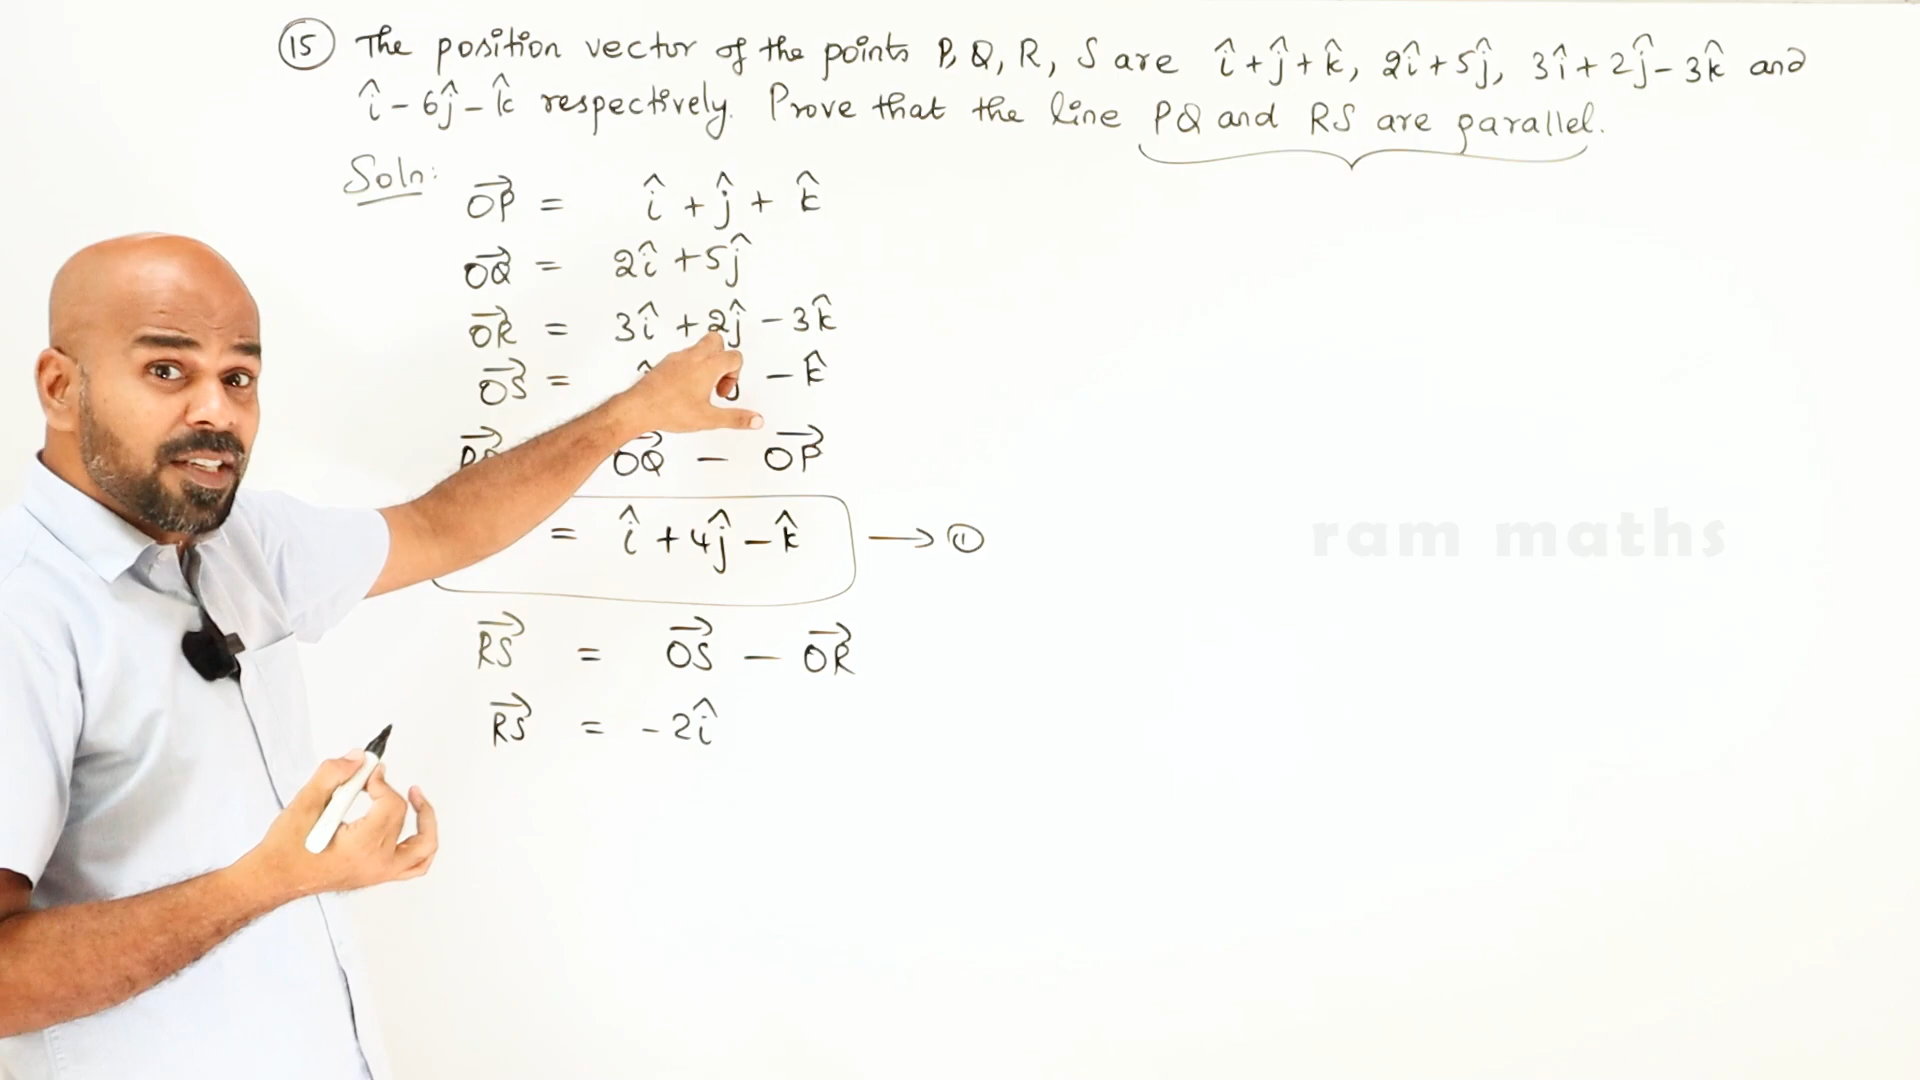 15 The position vector of the points P, Q, R, S are î + ĵ + k̂, 2î + 5ĵ, 3î + 2ĵ - 3k̂ and
î - 6ĵ - k̂ respectively. Prove that the line PQ and RS are parallel.
Soln:
OP⃗ = î + ĵ + k̂
OQ⃗ = 2î + 5ĵ
OR⃗ = 3î + 2ĵ - 3k̂
OS⃗ = - k̂
OQ⃗ - OP⃗
= î + 4ĵ - k̂ → ①
RS⃗ = OS⃗ - OR⃗
RS⃗ = - 2î
ram maths